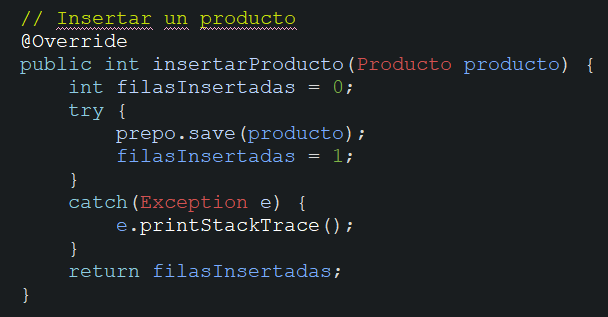 // Insertar un producto
@Override
public int insertarProducto(Producto producto) {
    int filasInsertadas = 0;
    try {
        prepo.save(producto);
        filasInsertadas = 1;
    }
    catch(Exception e) {
        e.printStackTrace();
    }
    return filasInsertadas;
}